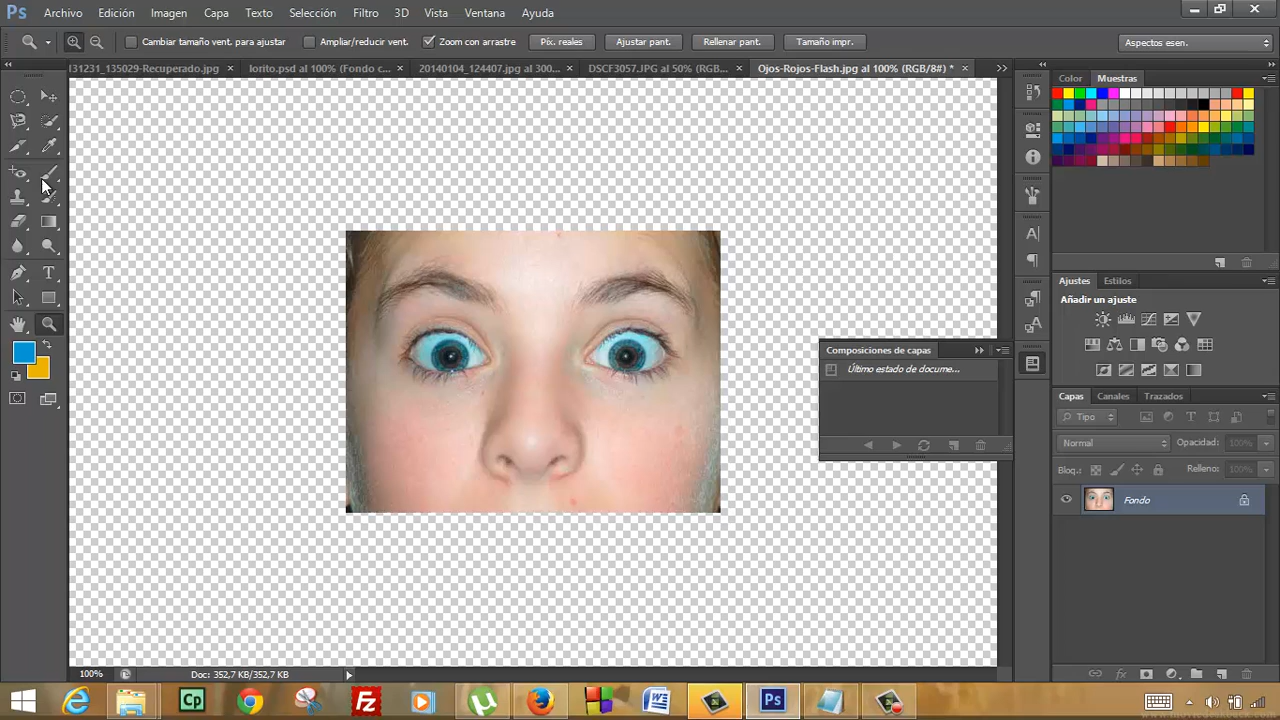 Ps Archivo Edición Imagen Capa Texto Selección Filtro 3D Vista Ventana Ayuda
Cambiar tamaño vent. para ajustar Ampliar/reducir vent. Zoom con arrastre Píx. reales Ajustar pant. Rellenar pant. Tamaño impr. Aspectos esen.
131231_135029-Recuperado.jpg × lorito.psd al 100% (Fondo c... × 20140104_124407.jpg al 300... × DSCF3057.JPG al 50% (RGB... × Ojos-Rojos-Flash.jpg al 100% (RGB/8#) * ×
Color Muestras
Ajustes Estilos
Añadir un ajuste
Composiciones de capas
Último estado de docume...
Capas Canales Trazados
Tipo
Normal Opacidad: 100%
Bloq.: Relleno: 100%
Fondo
100% Doc: 352,7 KB/352,7 KB
Cp Fz W Ps